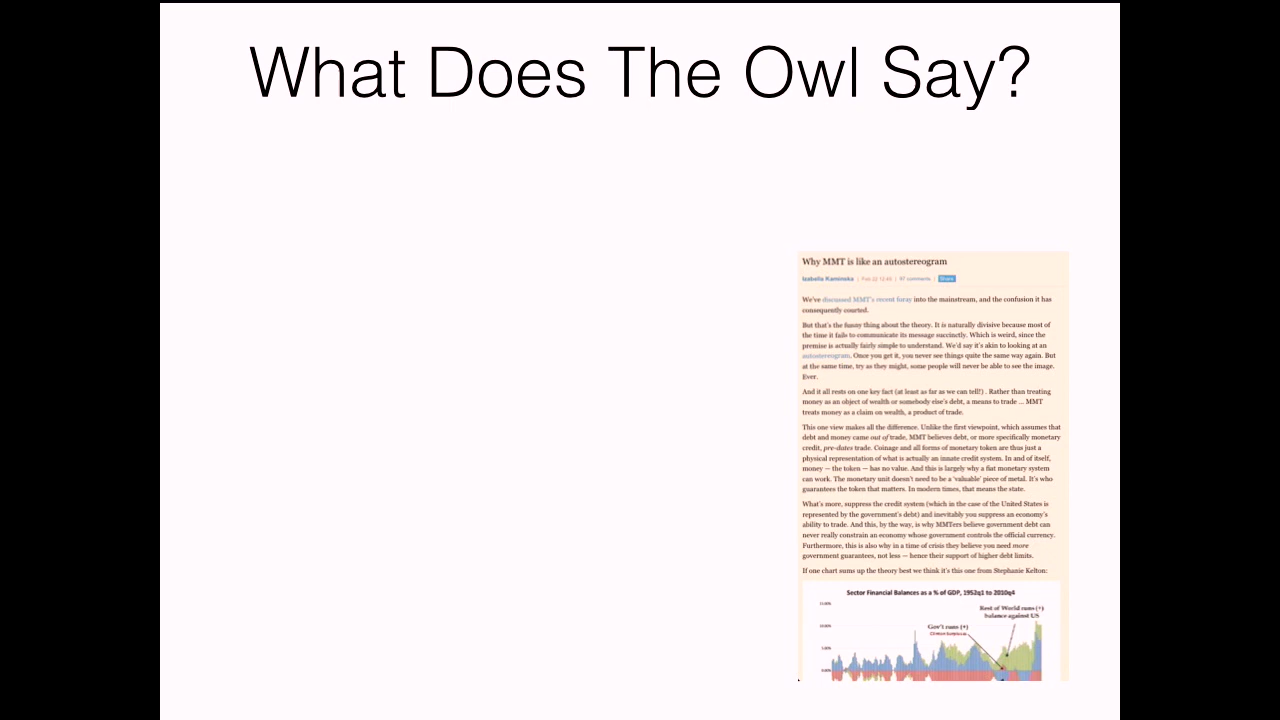 What Does The Owl Say?
Why MMT is like an autostereogram
Izabella Kaminska | Feb 22 12:40 | 97 comments | Share
We've discussed MMT's recent foray into the mainstream, and the confusion it has
consequently courted.
But that's the funny thing about the theory. It is naturally divisive because most of
the time it fails to communicate its message succinctly. Which is weird, since the
premise is actually fairly simple to understand. We'd say it's akin to looking at an
autostereogram. Once you get it, you never see things quite the same way again. But
at the same time, try as they might, some people will never be able to see the image.
Ever.
And it all rests on one key fact (at least as far as we can tell!) . Rather than treating
money as an object of wealth or somebody else's debt, a means to trade ... MMT
treats money as a claim on wealth, a product of trade.
This one view makes all the difference. Unlike the first viewpoint, which assumes that
debt and money came out of trade, MMT believes debt, or more specifically monetary
credit, pre-dates trade. Coinage and all forms of monetary token are thus just a
physical representation of what is actually an innate credit system. In and of itself,
money — the token — has no value. And this is largely why a fiat monetary system
can work. The monetary unit doesn't need to be a 'valuable' piece of metal. It's who
guarantees the token that matters. In modern times, that means the state.
What's more, suppress the credit system (which in the case of the United States is
represented by the government's debt) and inevitably you suppress an economy's
ability to trade. And this, by the way, is why MMTers believe government debt can
never really constrain an economy whose government controls the official currency.
Furthermore, this is also why in a time of crisis they believe you need more
government guarantees, not less — hence their support of higher debt limits.
If one chart sums up the theory best we think it's this one from Stephanie Kelton:
Sector Financial Balances as a % of GDP, 1952q1 to 2010q4
15.00%
Rest of World runs (+)
balance against US
10.00%
Gov't runs (+)
Clinton Surpluses
5.00%
0.00%